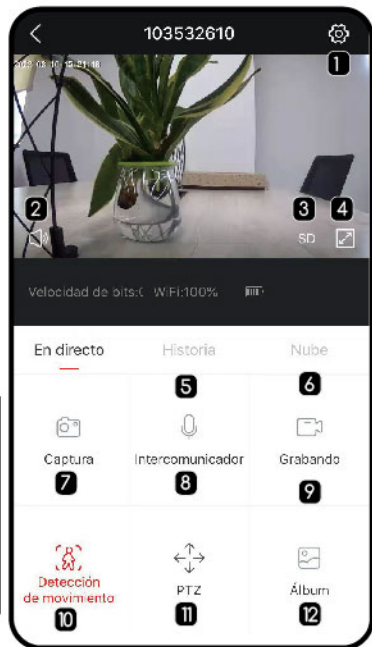 103532610
1
2
3
4
SD
WiFi:100%
Velocidad de bits:
En directo
Historia
Nube
5
6
Captura
Intercomunicador
Grabando
7
8
9
Detección
de movimiento
PTZ
Álbum
10
11
12